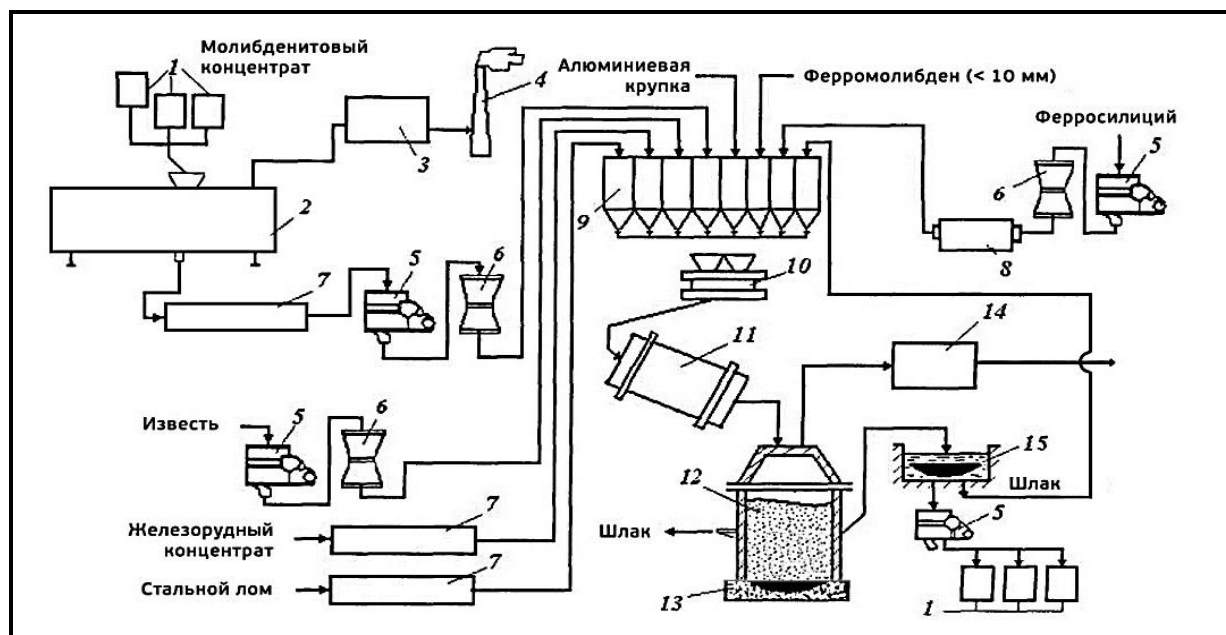 Молибденитовый
концентрат
1
2
3
4
Алюминиевая
крупка
Ферромолибден (< 10 мм)
Ферросилиций
5
6
8
9
10
7
5
6
11
14
Известь
5
6
12
15
Шлак
Шлак
5
Железорудный
концентрат
7
Стальной лом
7
13
1